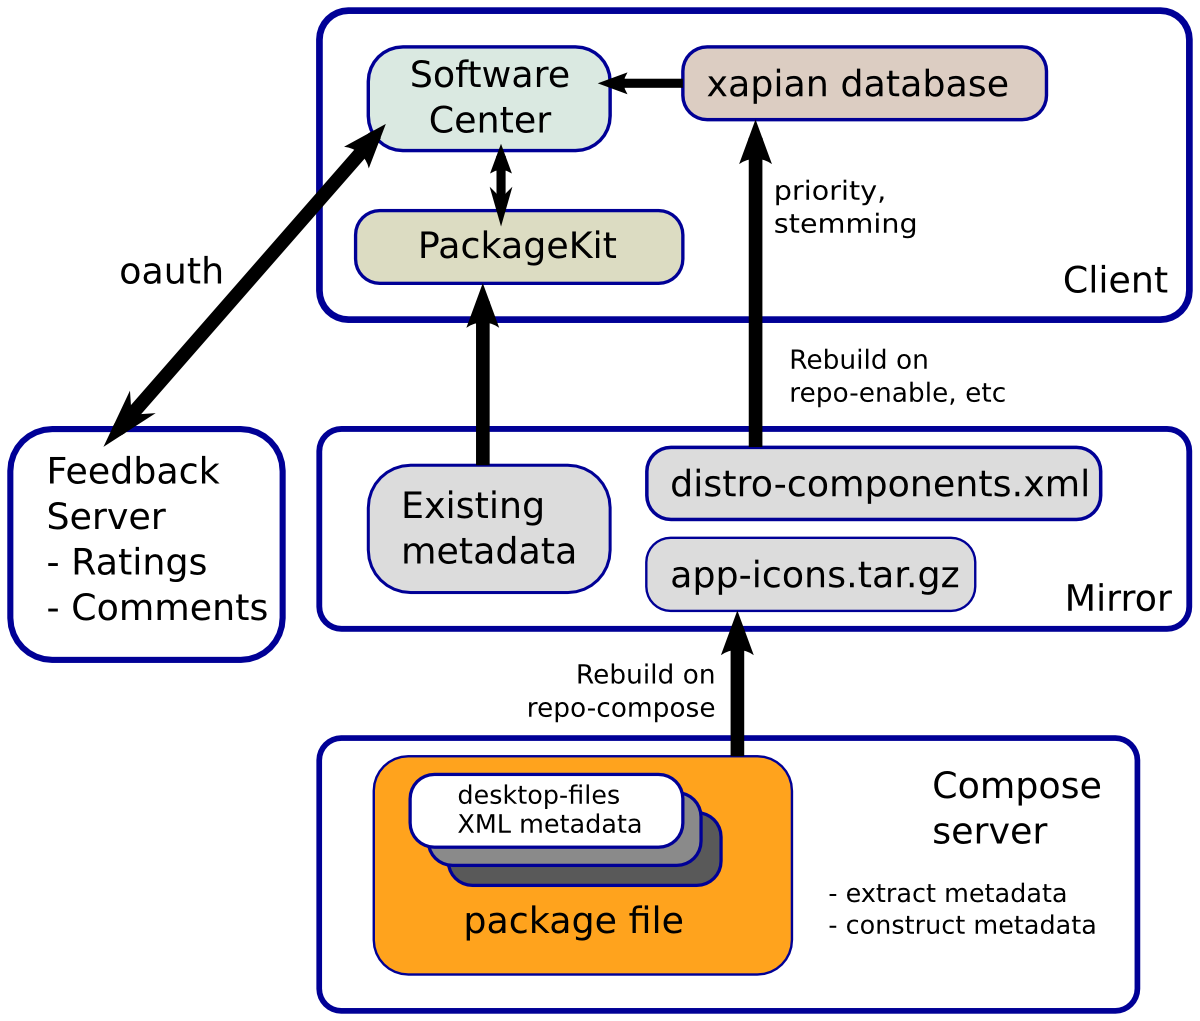 Software
Center
xapian database
priority,
stemming
PackageKit
oauth
Client
Rebuild on
repo-enable, etc
Feedback
Server
- Ratings
- Comments
Existing
metadata
distro-components.xml
app-icons.tar.gz
Mirror
Rebuild on
repo-compose
desktop-files
XML metadata
package file
Compose
server
- extract metadata
- construct metadata